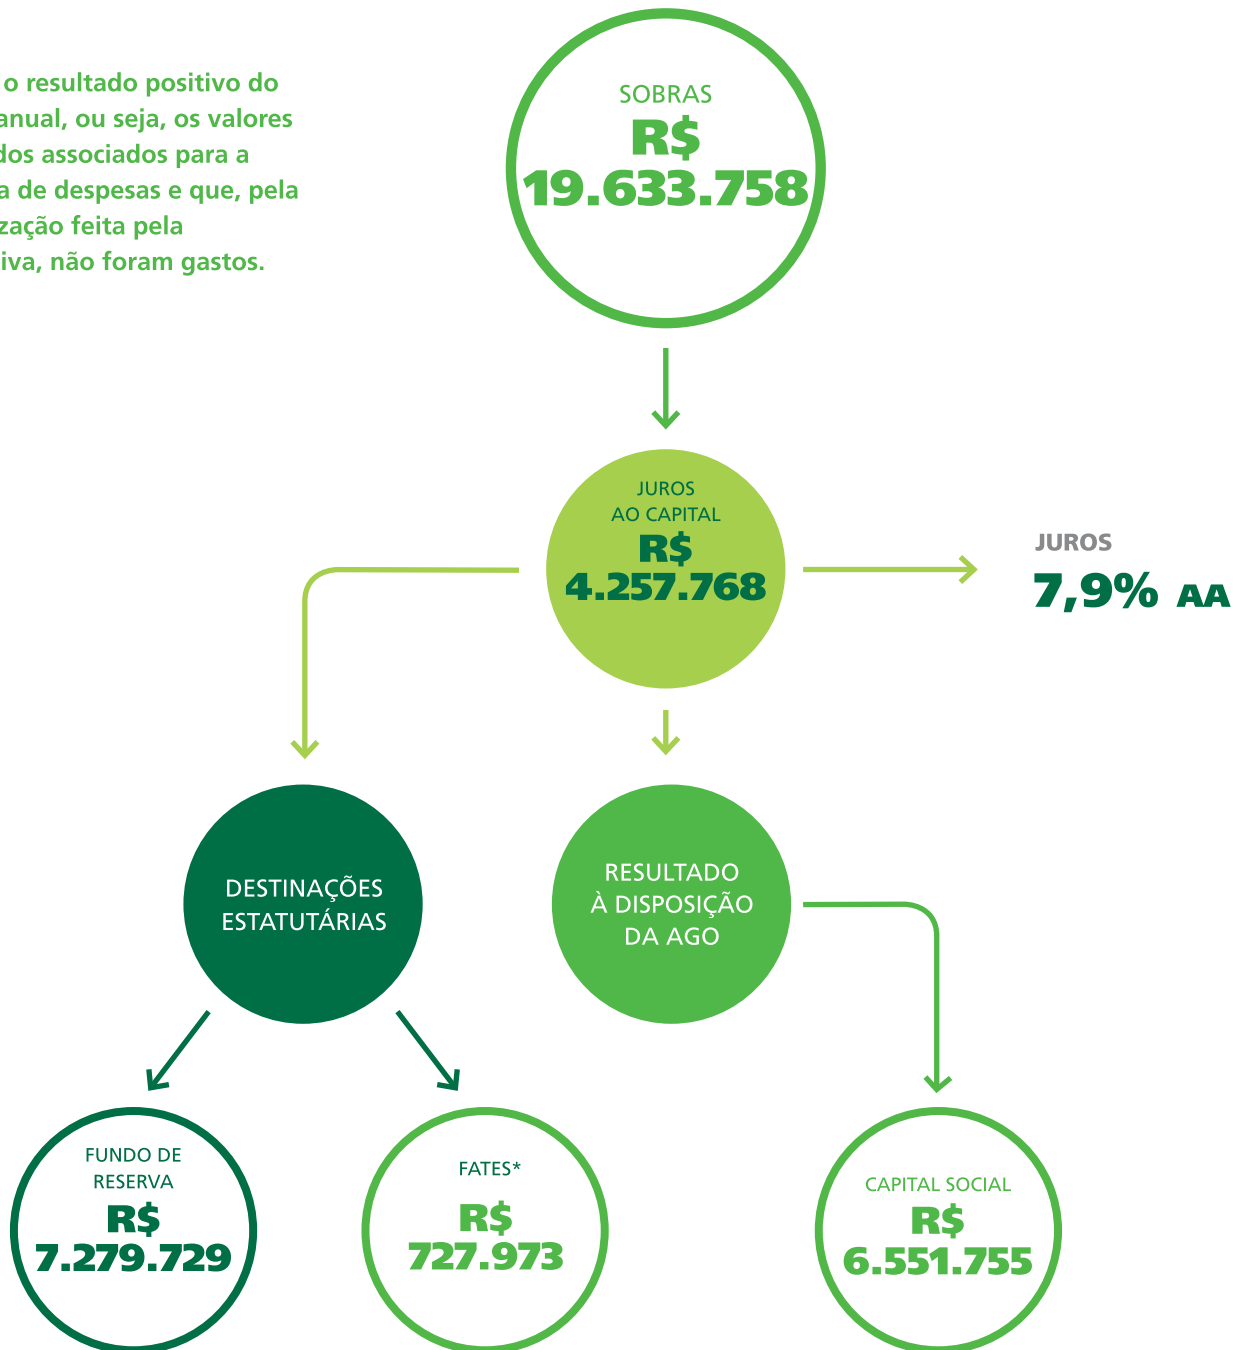 o resultado positivo do
anual, ou seja, os valores
dos associados para a
de despesas e que, pela
feita pela
não foram gastos.
SOBRAS
R$
19.633.758
JUROS
AO CAPITAL
R$
4.257.768
JUROS
7,9% AA
DESTINAÇÕES
ESTATUTÁRIAS
RESULTADO
À DISPOSIÇÃO
DA AGO
FUNDO DE
RESERVA
R$
7.279.729
FATES*
R$
727.973
CAPITAL SOCIAL
R$
6.551.755